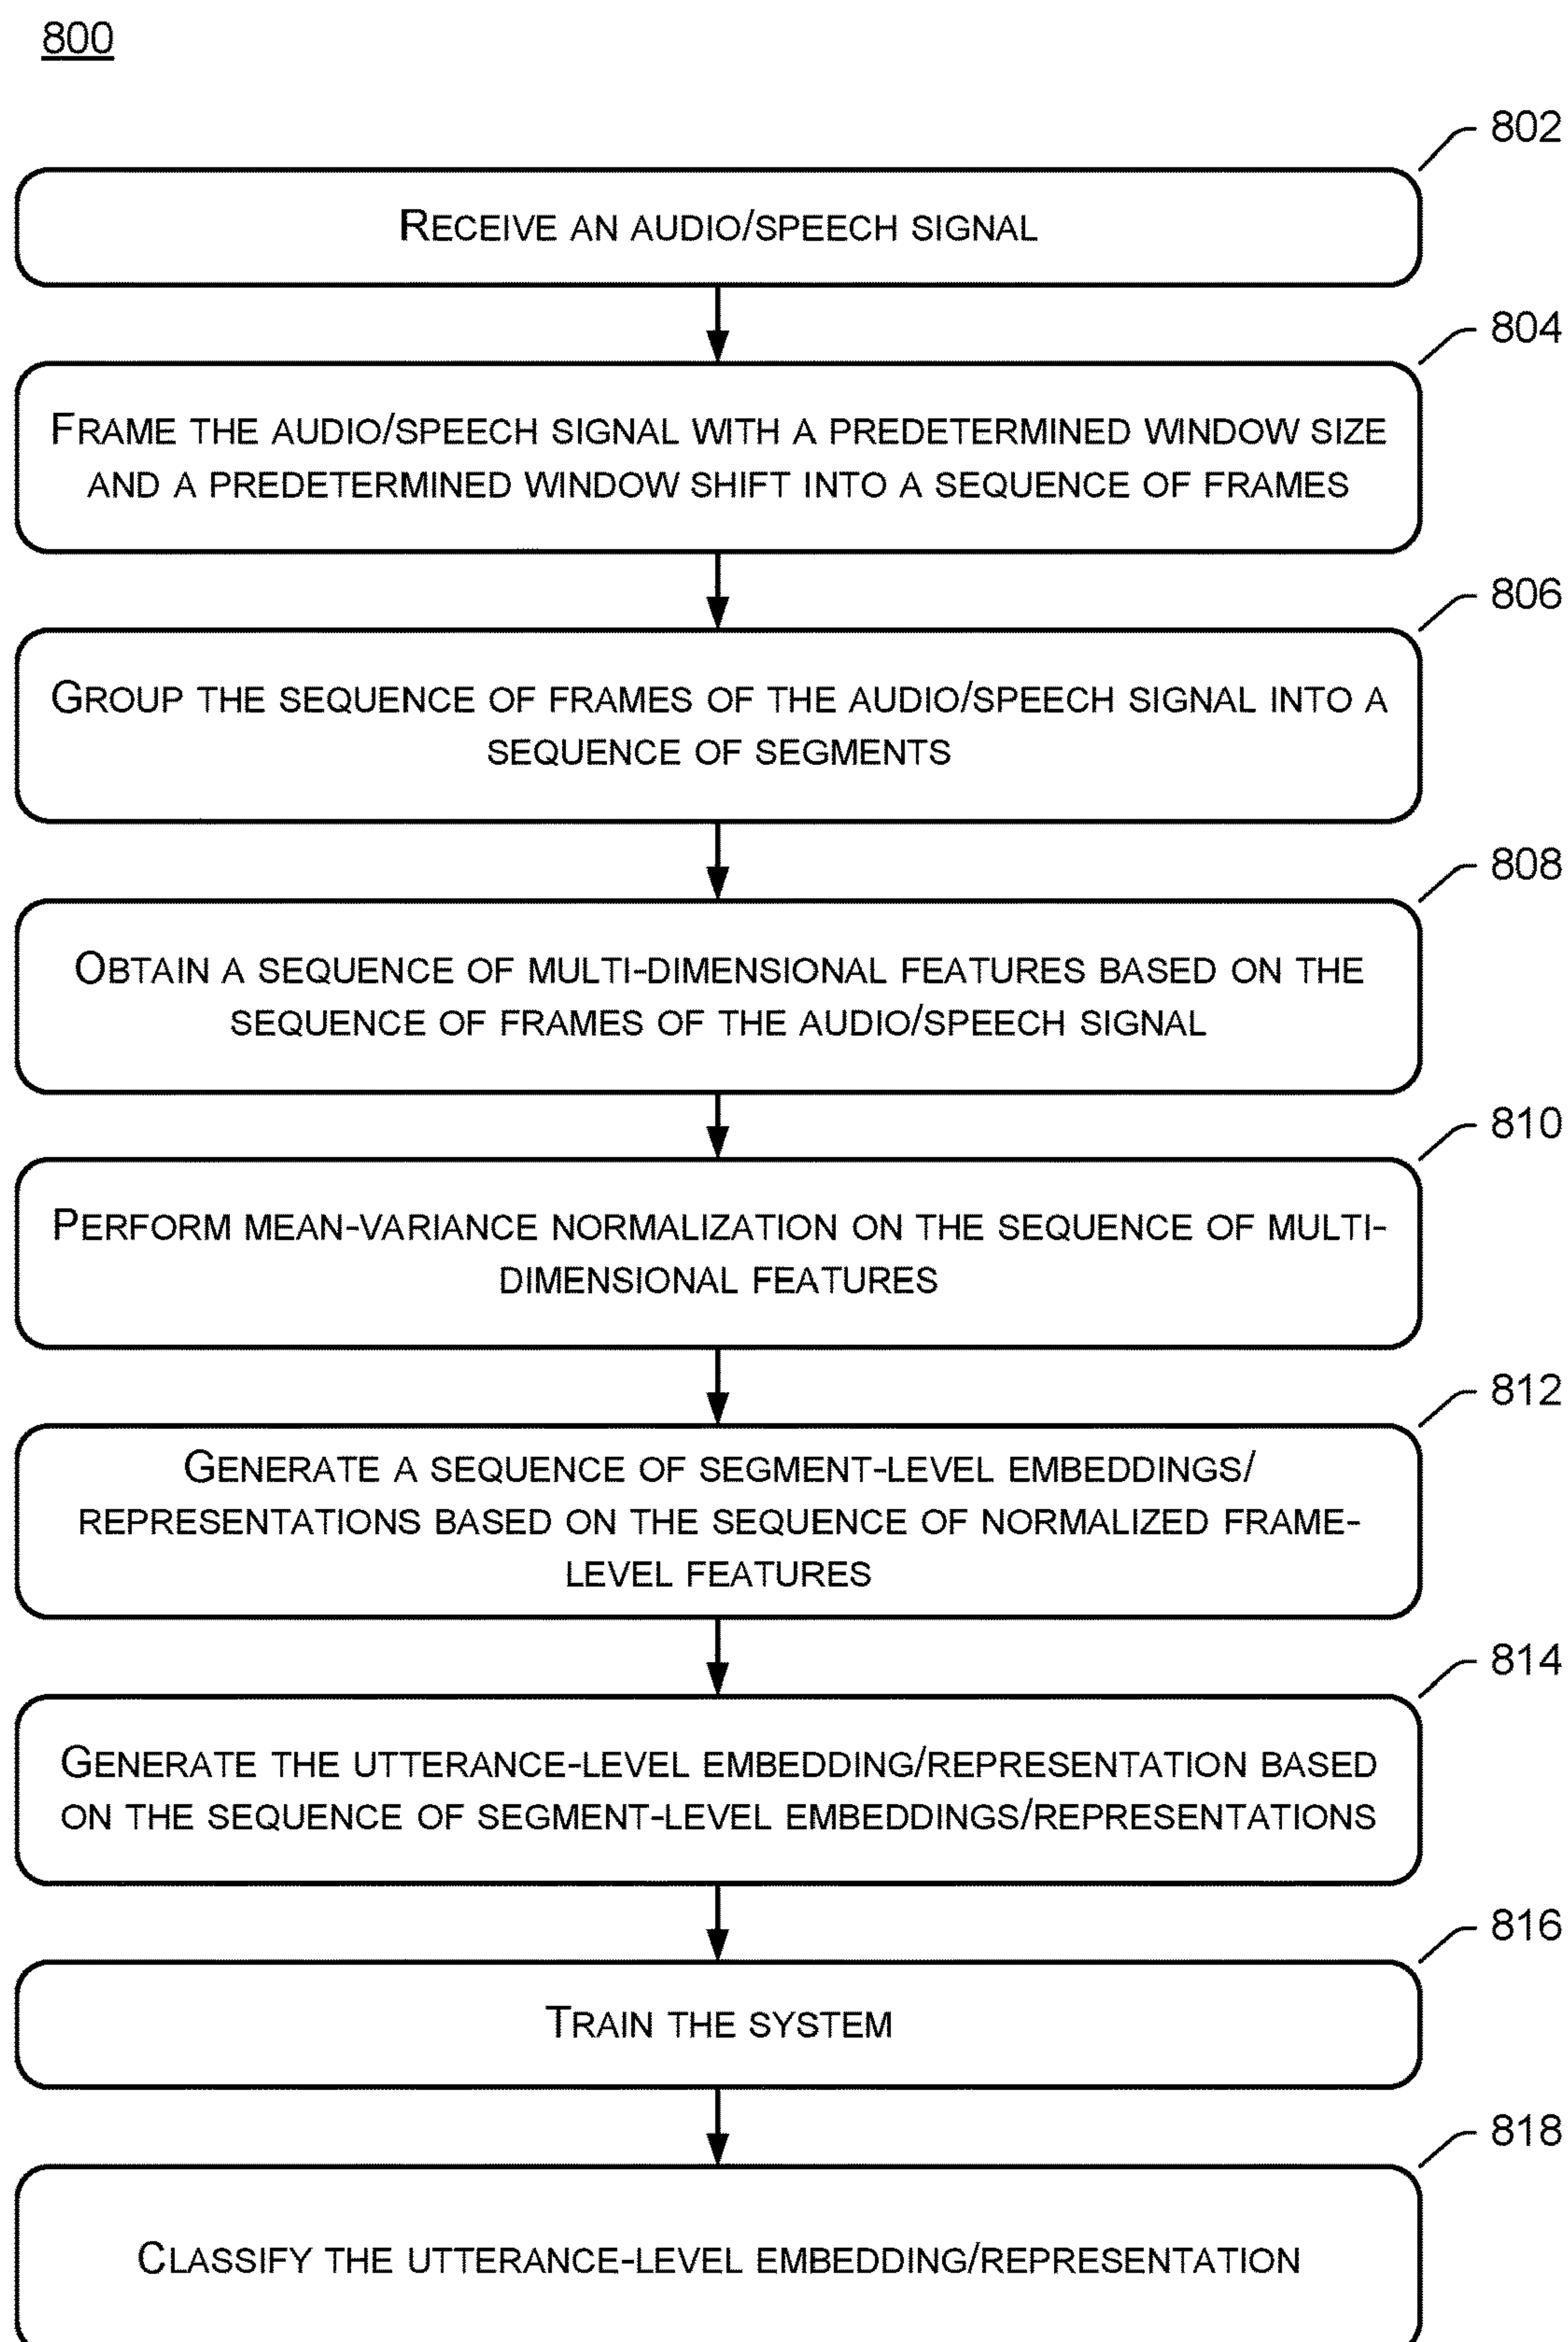 800
802
RECEIVE AN AUDIO/SPEECH SIGNAL
804
FRAME THE AUDIO/SPEECH SIGNAL WITH A PREDETERMINED WINDOW SIZE
AND A PREDETERMINED WINDOW SHIFT INTO A SEQUENCE OF FRAMES
806
GROUP THE SEQUENCE OF FRAMES OF THE AUDIO/SPEECH SIGNAL INTO A
SEQUENCE OF SEGMENTS
808
OBTAIN A SEQUENCE OF MULTI-DIMENSIONAL FEATURES BASED ON THE
SEQUENCE OF FRAMES OF THE AUDIO/SPEECH SIGNAL
810
PERFORM MEAN-VARIANCE NORMALIZATION ON THE SEQUENCE OF MULTI-
DIMENSIONAL FEATURES
812
GENERATE A SEQUENCE OF SEGMENT-LEVEL EMBEDDINGS/
REPRESENTATIONS BASED ON THE SEQUENCE OF NORMALIZED FRAME-
LEVEL FEATURES
814
GENERATE THE UTTERANCE-LEVEL EMBEDDING/REPRESENTATION BASED
ON THE SEQUENCE OF SEGMENT-LEVEL EMBEDDINGS/REPRESENTATIONS
816
TRAIN THE SYSTEM
818
CLASSIFY THE UTTERANCE-LEVEL EMBEDDING/REPRESENTATION